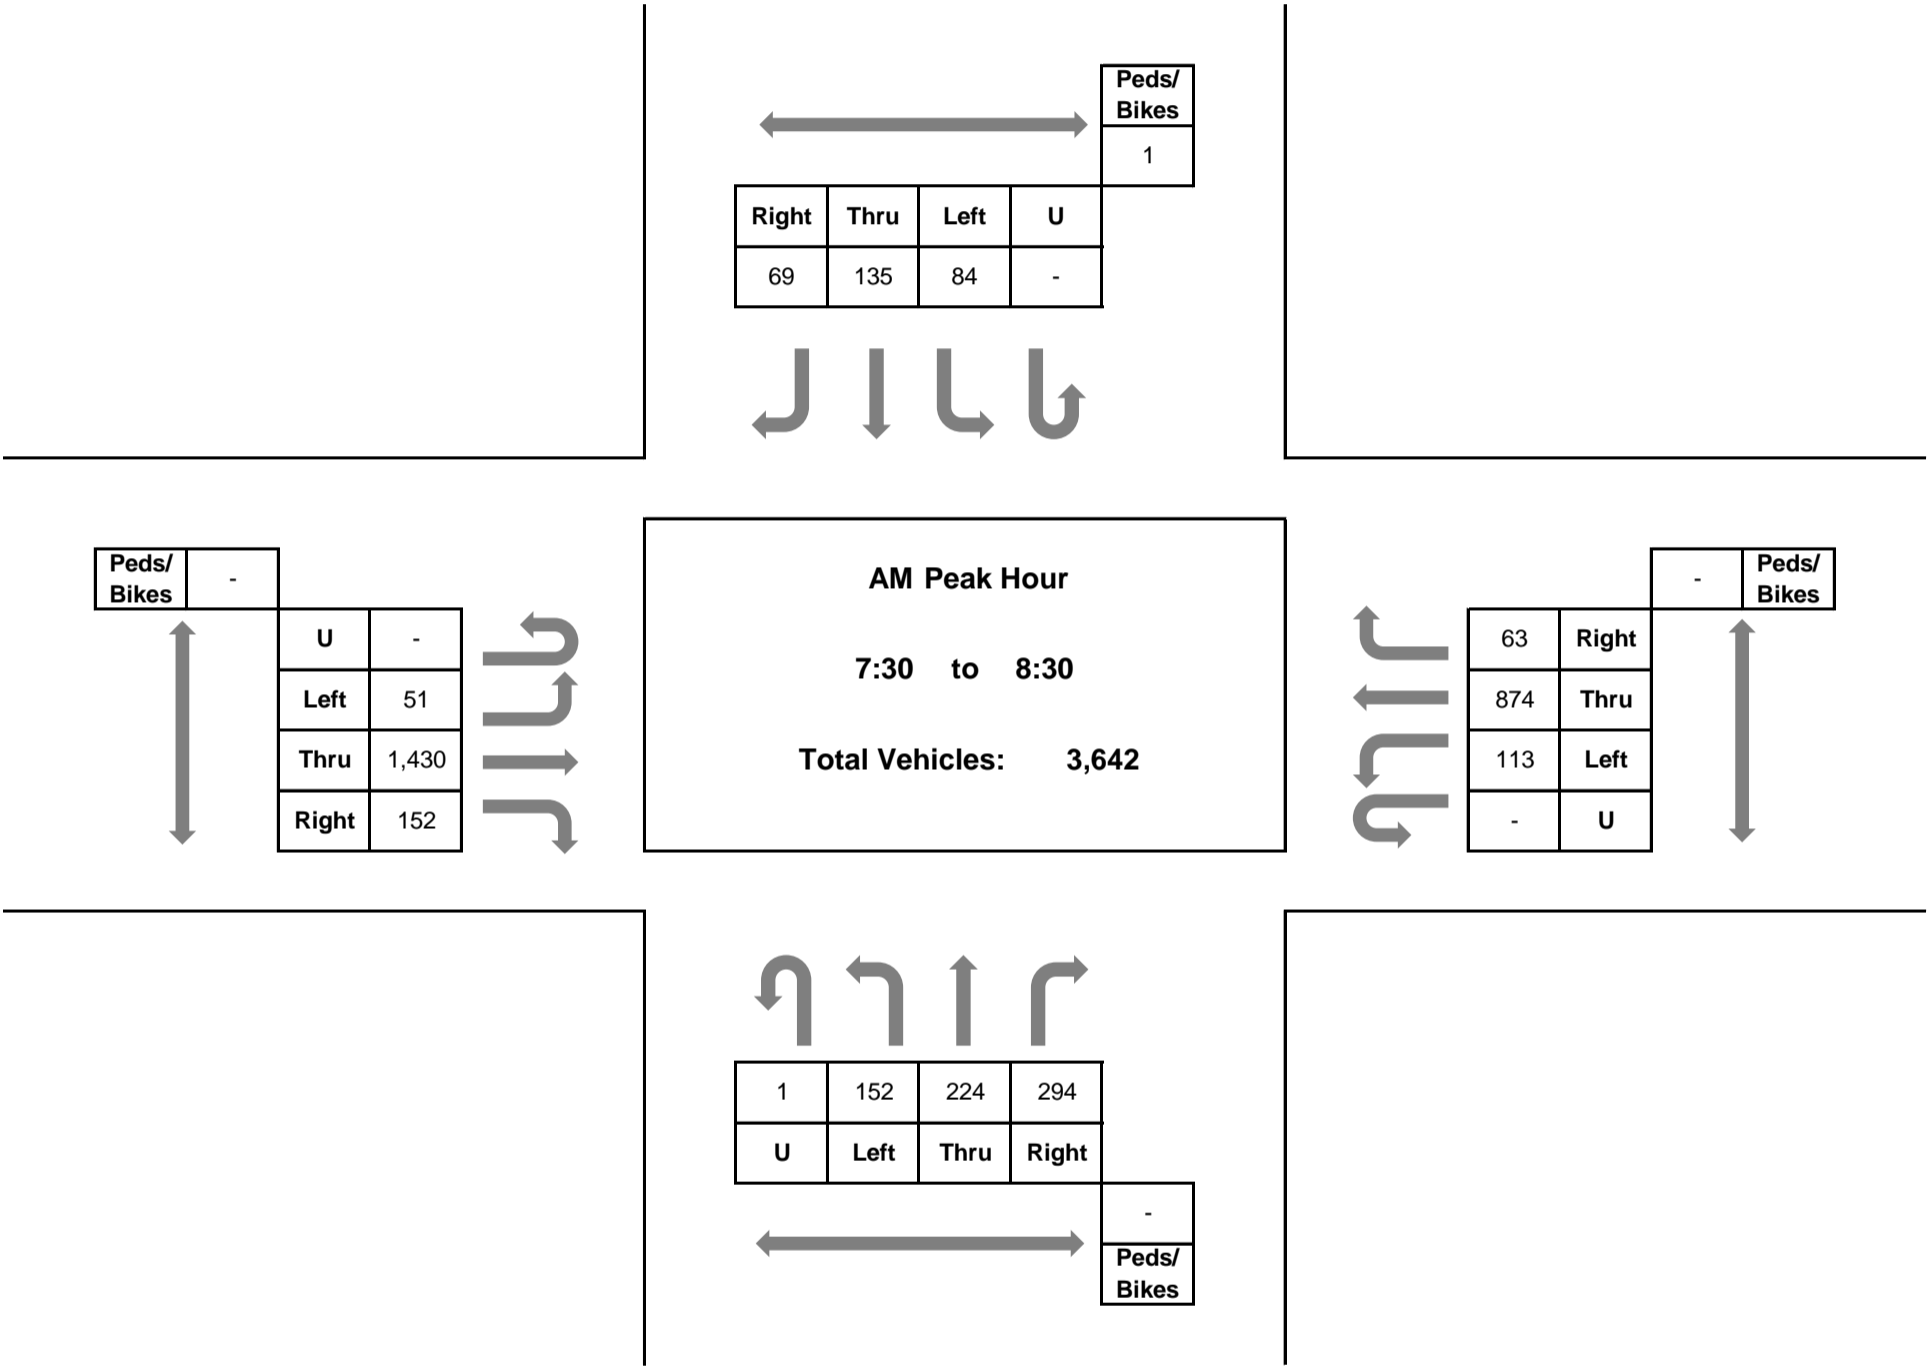 Peds/
Bikes
1
Right Thru Left U
69 135 84 -
Peds/
Bikes
-
U -
Left 51
Thru 1,430
Right 152
AM Peak Hour
7:30 to 8:30
Total Vehicles: 3,642
- Peds/
Bikes
63 Right
874 Thru
113 Left
- U
1 152 224 294
U Left Thru Right
-
Peds/
Bikes